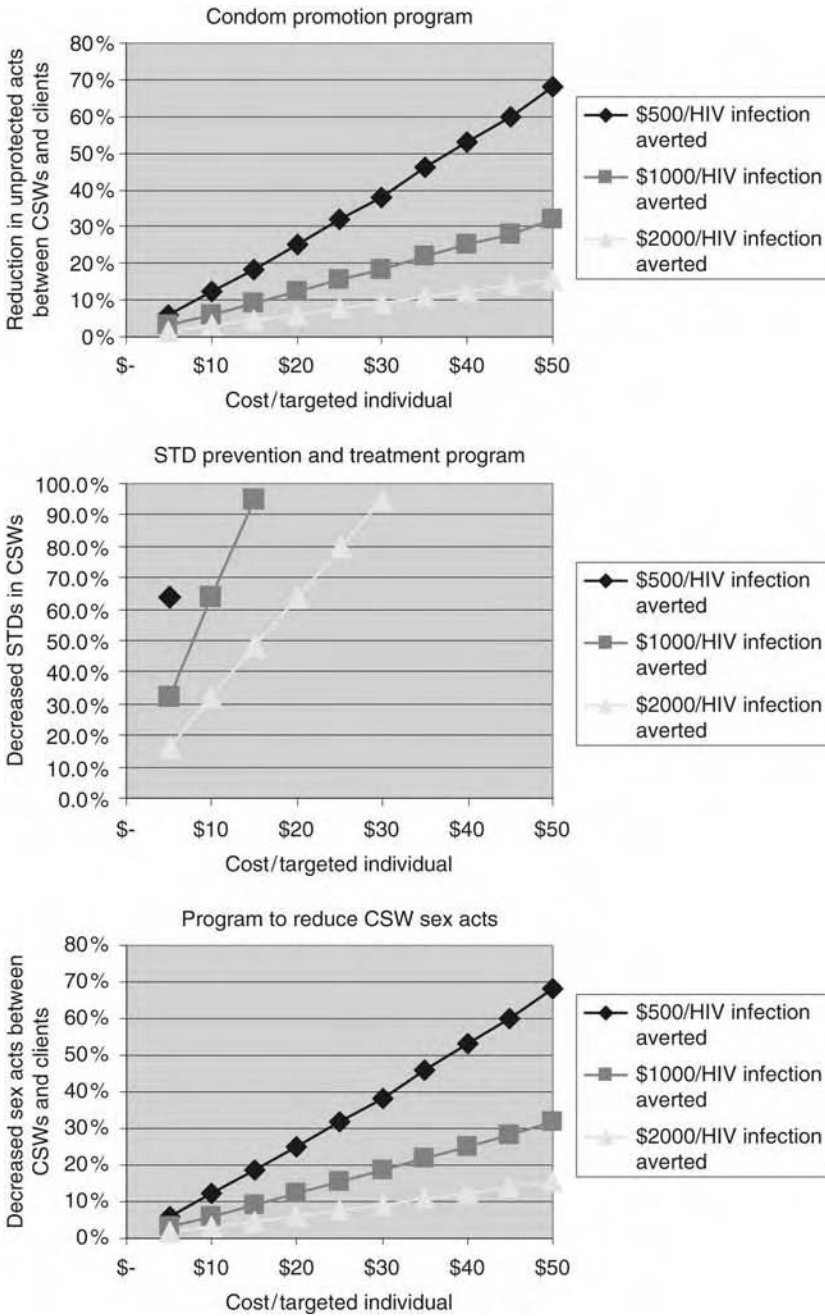 Condom promotion program
80%
70%
60%
50%
40%
30%
20%
10%
0%
Reduction in unprotected acts
between CSWs and clients
$-
$10
$20
$30
$40
$50
Cost/targeted individual
$500/HIV infection
averted
$1000/HIV infection
averted
$2000/HIV infection
averted
STD prevention and treatment program
100.0%
90.0%
80.0%
70.0%
60.0%
50.0%
40.0%
30.0%
20.0%
10.0%
0.0%
Decreased STDs in CSWs
$-
$10
$20
$30
$40
$50
Cost/targeted individual
$500/HIV infection
averted
$1000/HIV infection
averted
$2000/HIV infection
averted
Program to reduce CSW sex acts
80%
70%
60%
50%
40%
30%
20%
10%
0%
Decreased sex acts between
CSWs and clients
$-
$10
$20
$30
$40
$50
Cost/targeted individual
$500/HIV infection
averted
$1000/HIV infection
averted
$2000/HIV infection
averted